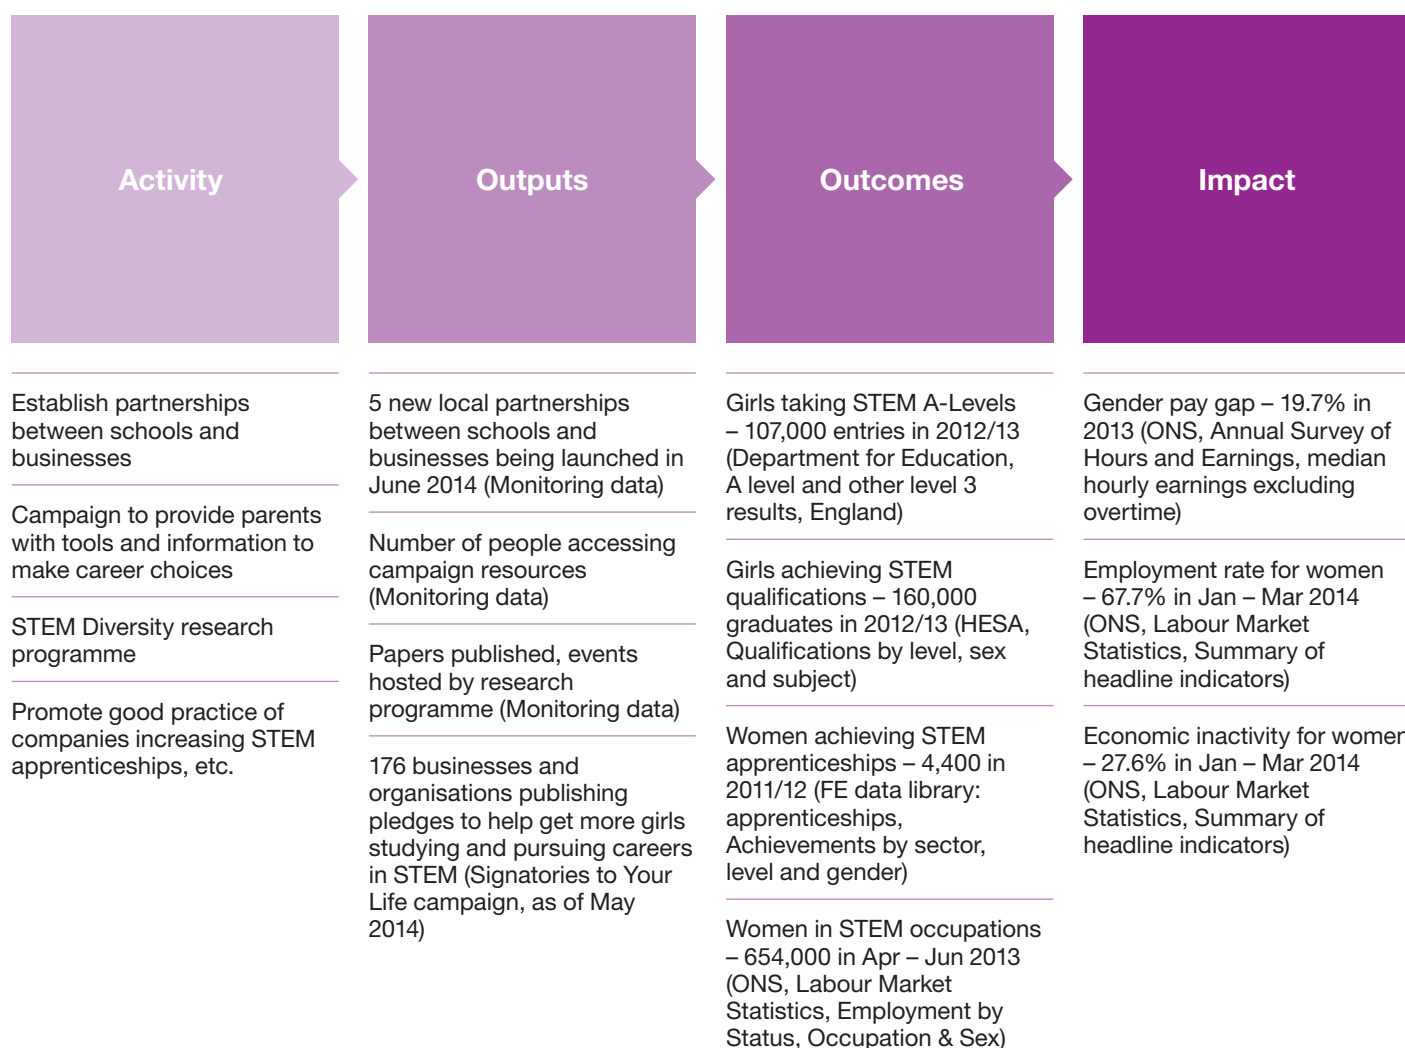 Activity
Outputs
Outcomes
Impact
Establish partnerships
between schools and
businesses
Campaign to provide parents
with tools and information to
make career choices
STEM Diversity research
programme
Promote good practice of
companies increasing STEM
apprenticeships, etc.
5 new local partnerships
between schools and
businesses being launched in
June 2014 (Monitoring data)
Number of people accessing
campaign resources
(Monitoring data)
Papers published, events
hosted by research
programme (Monitoring data)
176 businesses and
organisations publishing
pledges to help get more girls
studying and pursuing careers
in STEM (Signatories to Your
Life campaign, as of May
2014)
Girls taking STEM A-Levels
– 107,000 entries in 2012/13
(Department for Education,
A level and other level 3
results, England)
Girls achieving STEM
qualifications – 160,000
graduates in 2012/13 (HESA,
Qualifications by level, sex
and subject)
Women achieving STEM
apprenticeships – 4,400 in
2011/12 (FE data library:
apprenticeships,
Achievements by sector,
level and gender)
Women in STEM occupations
– 654,000 in Apr – Jun 2013
(ONS, Labour Market
Statistics, Employment by
Status, Occupation & Sex)
Gender pay gap – 19.7% in
2013 (ONS, Annual Survey of
Hours and Earnings, median
hourly earnings excluding
overtime)
Employment rate for women
– 67.7% in Jan – Mar 2014
(ONS, Labour Market
Statistics, Summary of
headline indicators)
Economic inactivity for women
– 27.6% in Jan – Mar 2014
(ONS, Labour Market
Statistics, Summary of
headline indicators)